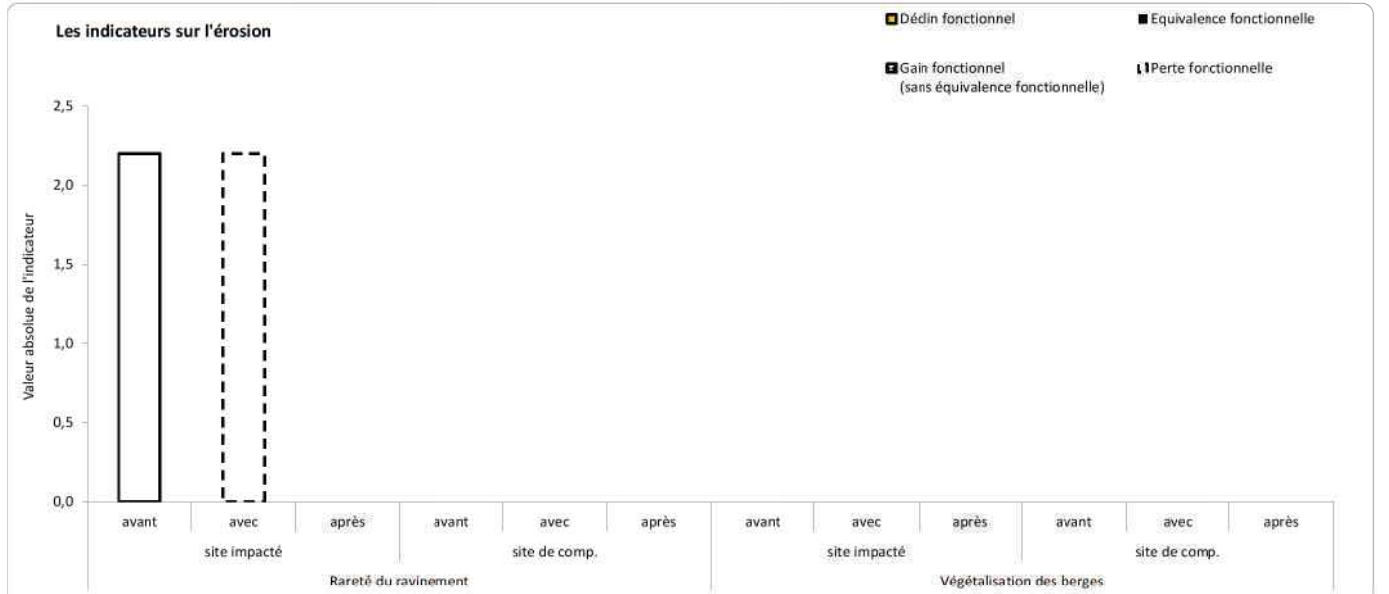 Les indicateurs sur l'érosion
Déclin fonctionnel
Equivalence fonctionnelle
Gain fonctionnel
(sans équivalence fonctionnelle)
Perte fonctionnelle
Valeur absolue de l'indicateur
2,5
2,0
1,5
1,0
0,5
0,0
avant avec après avant avec après avant avec après avant avec après
site impacté site de comp. site impacté site de comp.
Rareté du ravinement Végétalisation des berges